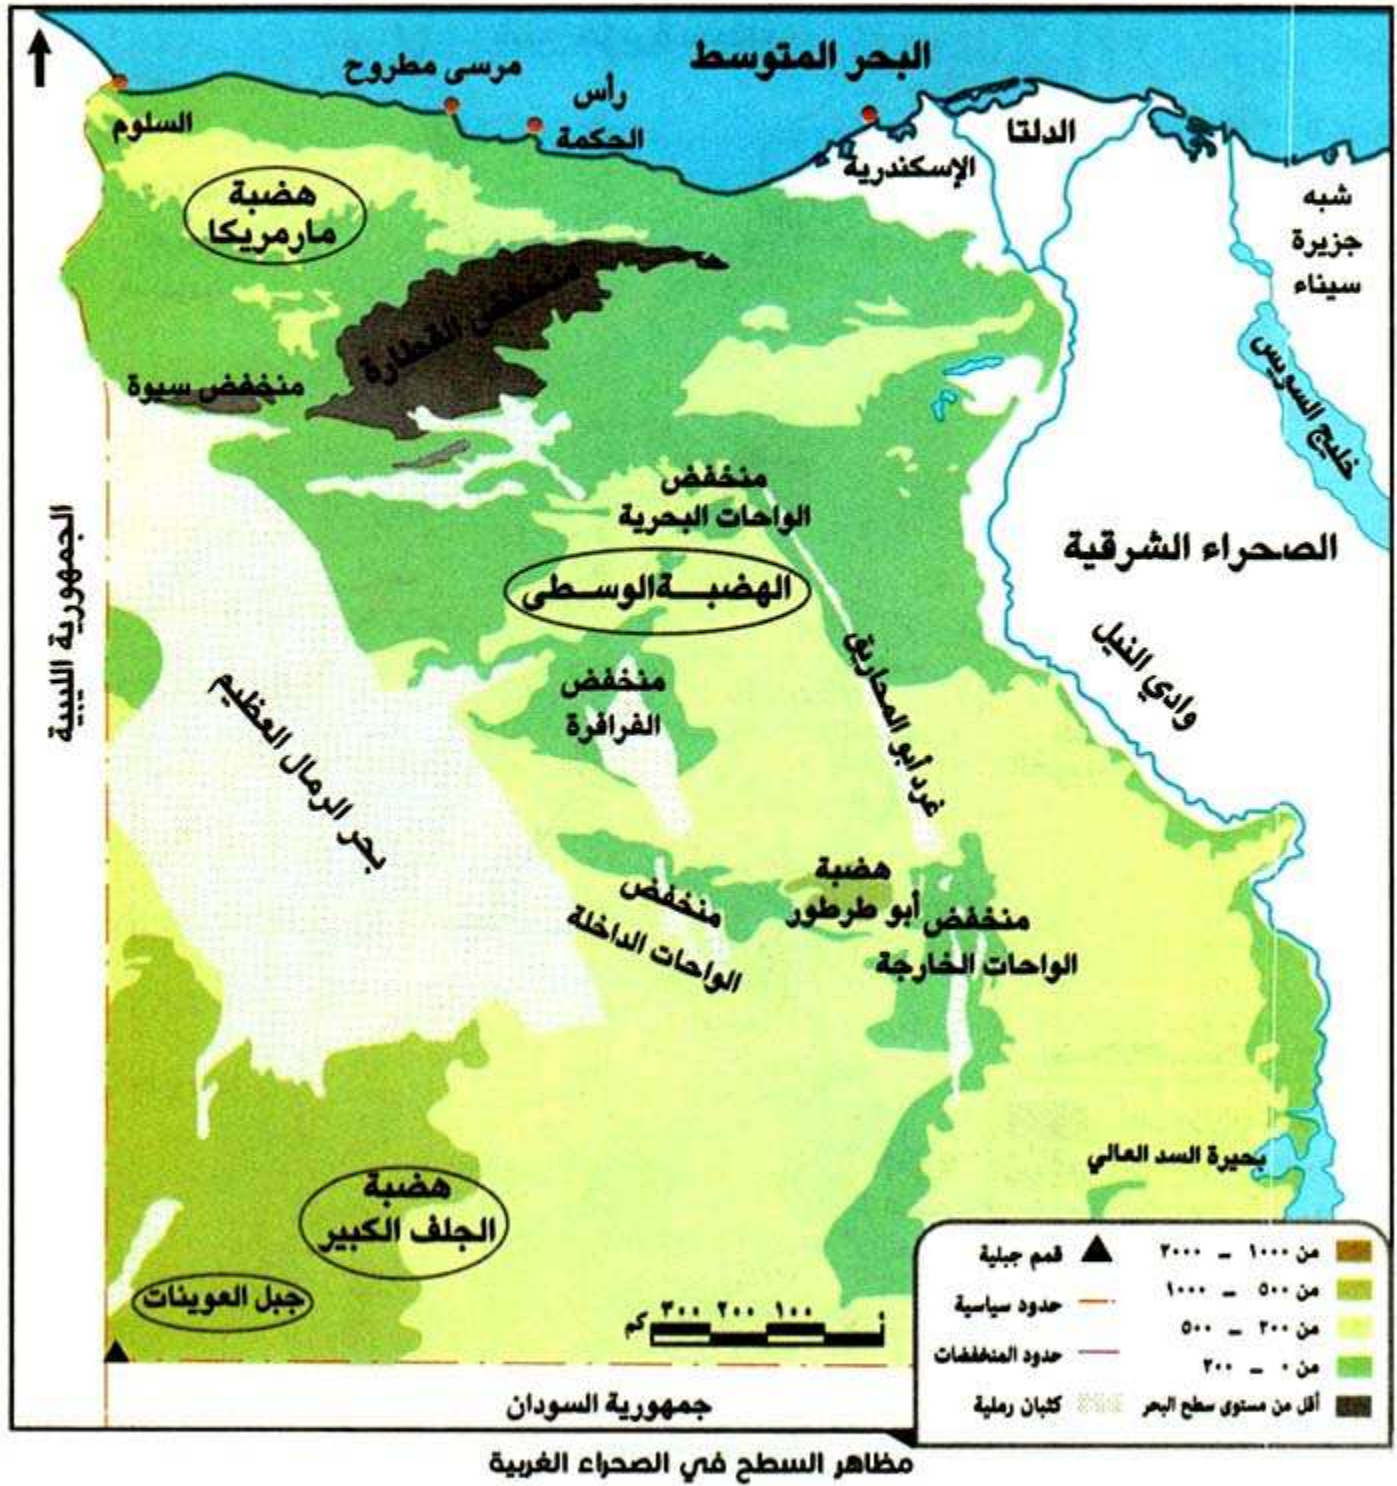 البحر المتوسط
مرسى مطروح
رأس
الحكمة
السلوم
الدلتا
الإسكندرية
شبه
جزيرة
سيناء
هضبة
مارمريكا
منخفض القطارة
منخفض سيوة
خليج السويس
منخفض
الواحات البحرية
الصحراء الشرقية
الهضبة الوسطى
الجمهورية الليبية
وادي النيل
غرد أبو المحاريق
منخفض
الفرافرة
بحر الرمال العظيم
هضبة
أبو طرطور
منخفض
الواحات الداخلة
منخفض
الواحات الخارجة
بحيرة السد العالي
هضبة
الجلف الكبير
جبل العوينات
٣٠٠ ٢٠٠ ١٠٠ ٠
كم
من ١٠٠٠ – ٢٠٠٠
من ٥٠٠ – ١٠٠٠
من ٢٠٠ – ٥٠٠
من ٠ – ٢٠٠
أقل من مستوى سطح البحر
قمم جبلية
حدود سياسية
حدود المنخفضات
كثبان رملية
جمهورية السودان
مظاهر السطح في الصحراء الغربية